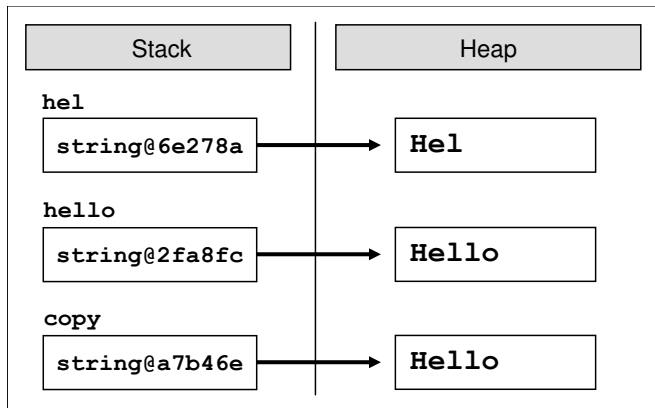 Stack
Heap
hel
string@6e278a
Hel
hello
string@2fa8fc
Hello
copy
string@a7b46e
Hello